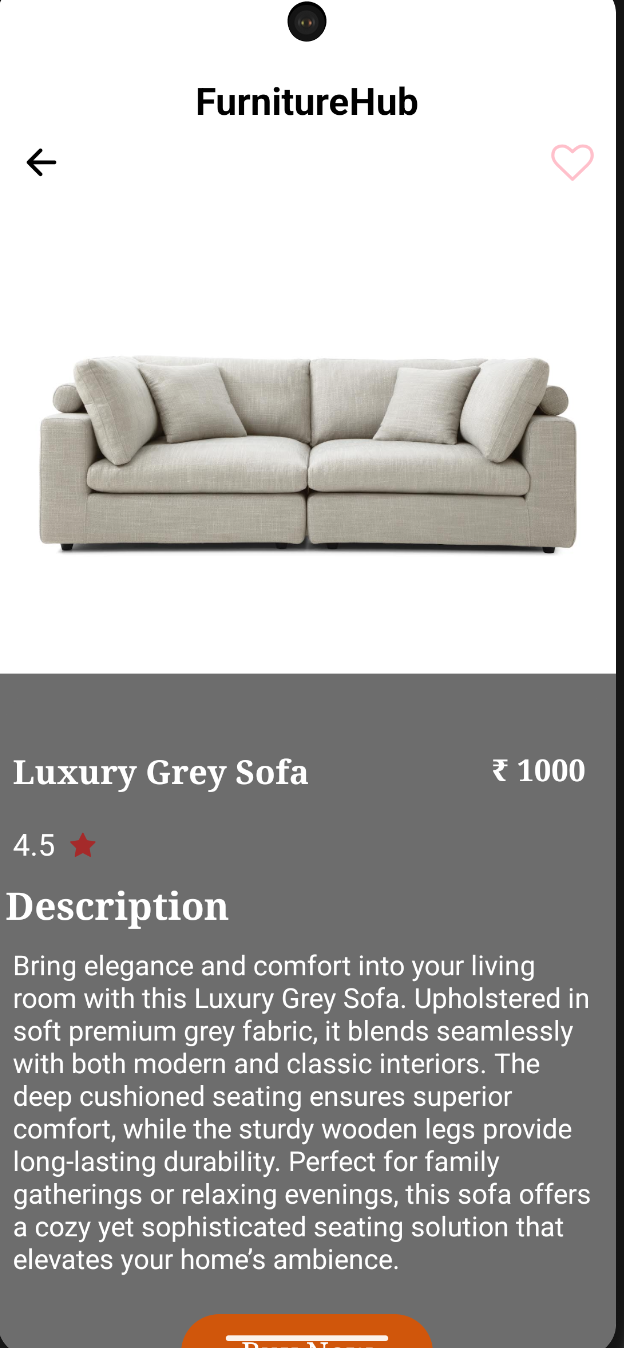 FurnitureHub
Luxury Grey Sofa
₹ 1000
4.5
Description
Bring elegance and comfort into your living
room with this Luxury Grey Sofa. Upholstered in
soft premium grey fabric, it blends seamlessly
with both modern and classic interiors. The
deep cushioned seating ensures superior
comfort, while the sturdy wooden legs provide
long-lasting durability. Perfect for family
gatherings or relaxing evenings, this sofa offers
a cozy yet sophisticated seating solution that
elevates your home’s ambience.
Buy Now